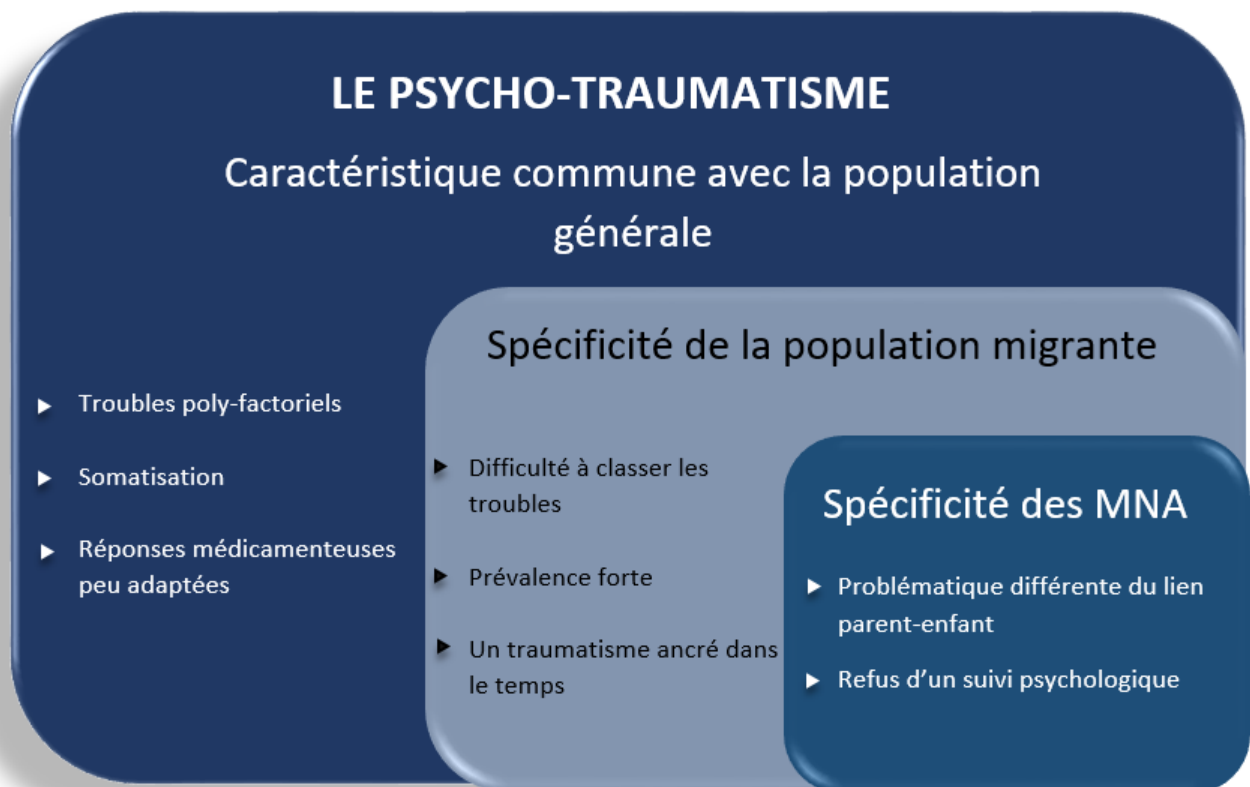 LE PSYCHO-TRAUMATISME
Caractéristique commune avec la population
générale
Troubles poly-factoriels
Somatisation
Réponses médicamenteuses
peu adaptées
Spécificité de la population migrante
Difficulté à classer les
troubles
Prévalence forte
Un traumatisme ancré dans
le temps
Spécificité des MNA
Problématique différente du lien
parent-enfant
Refus d’un suivi psychologique